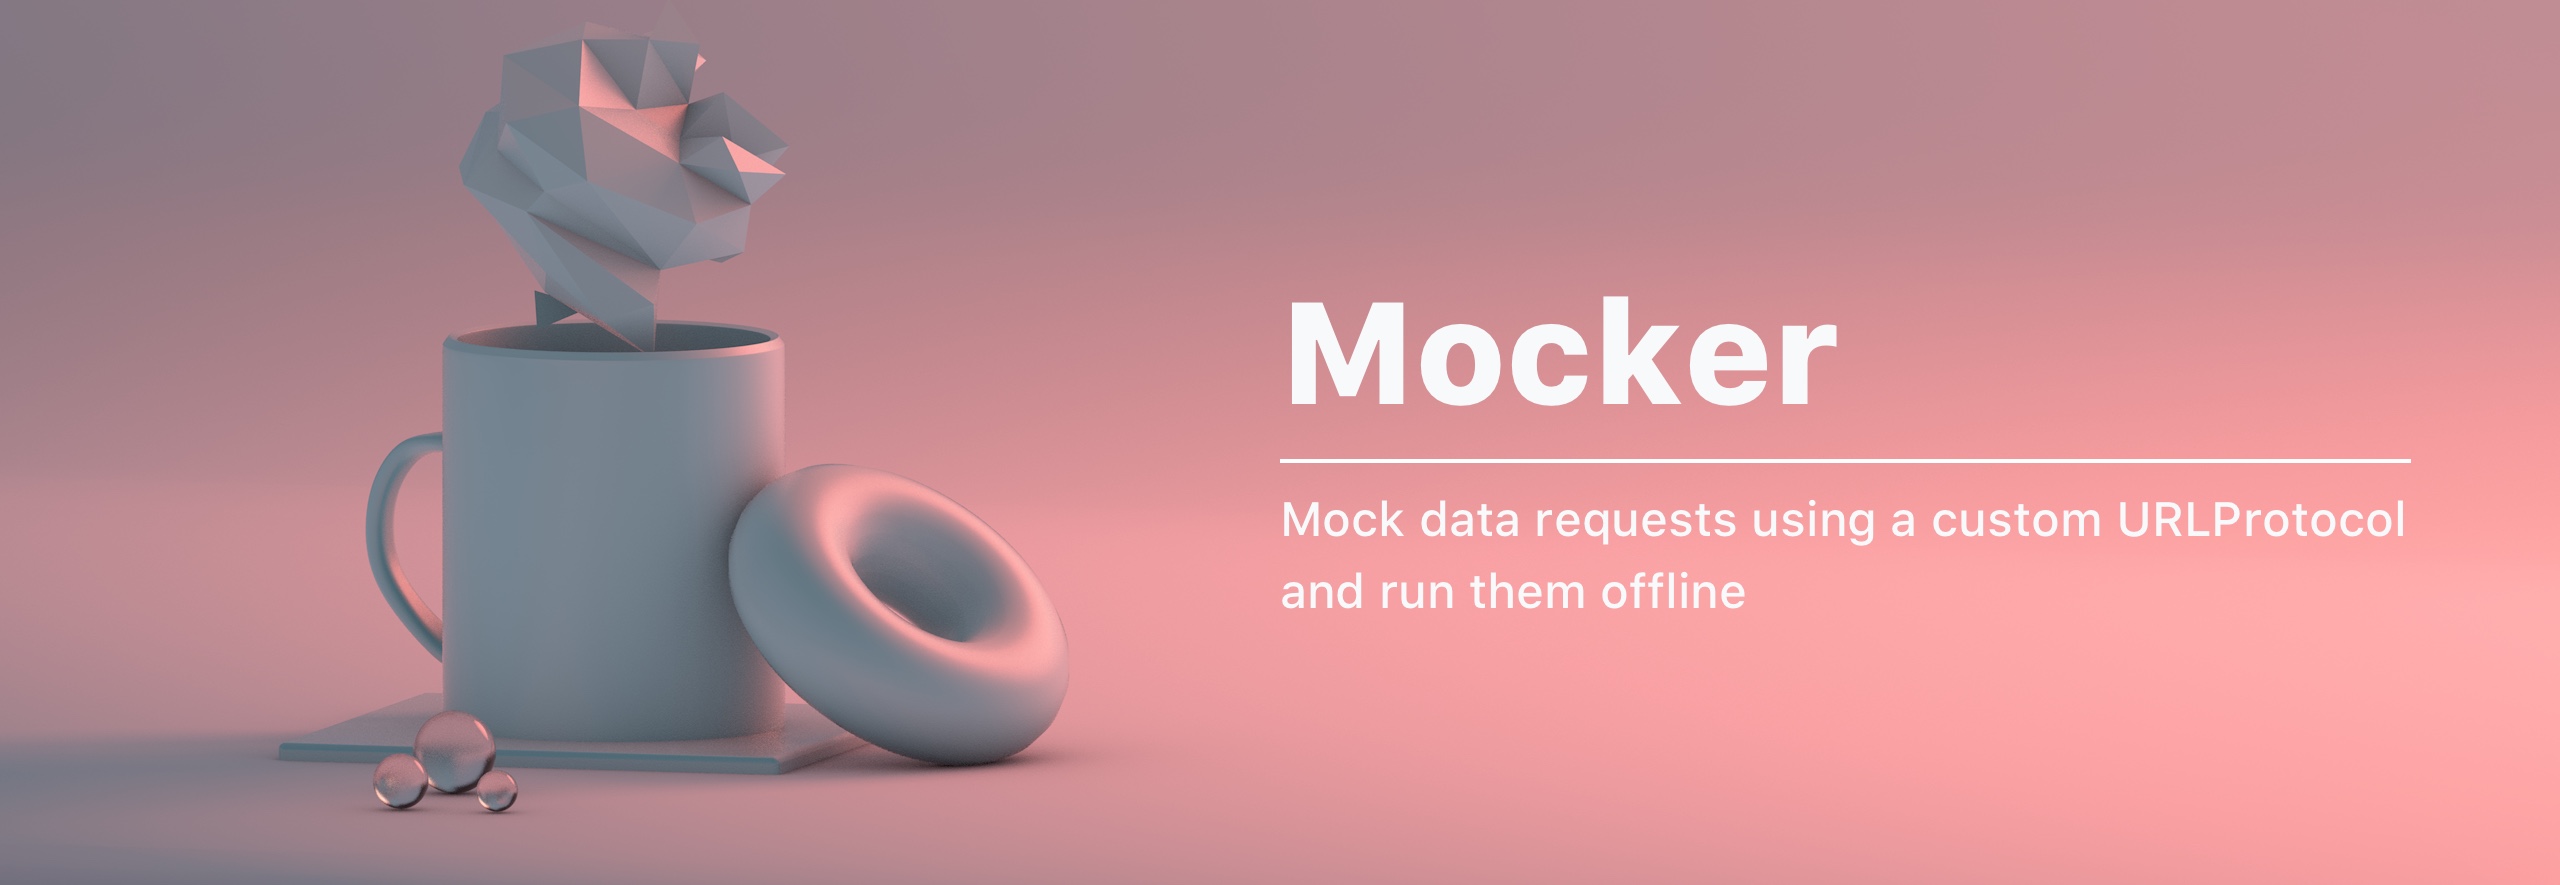 Mocker
Mock data requests using a custom URLProtocol
and run them offline